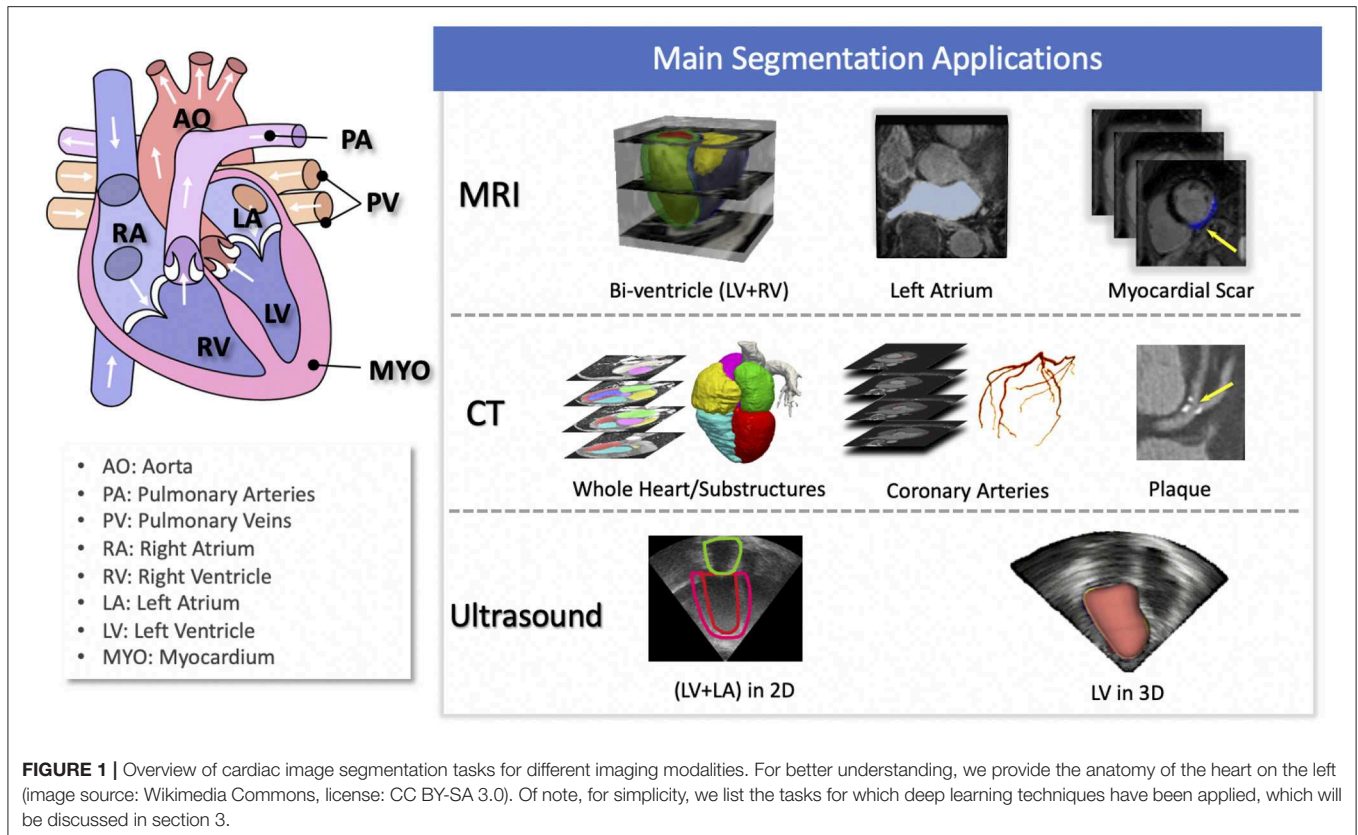 AO
PA
PV
LA
RA
LV
RV
MYO
• AO: Aorta
• PA: Pulmonary Arteries
• PV: Pulmonary Veins
• RA: Right Atrium
• RV: Right Ventricle
• LA: Left Atrium
• LV: Left Ventricle
• MYO: Myocardium
Main Segmentation Applications
MRI
Bi-ventricle (LV+RV)
Left Atrium
Myocardial Scar
CT
Whole Heart/Substructures
Coronary Arteries
Plaque
Ultrasound
(LV+LA) in 2D
LV in 3D
FIGURE 1 | Overview of cardiac image segmentation tasks for different imaging modalities. For better understanding, we provide the anatomy of the heart on the left
(image source: Wikimedia Commons, license: CC BY-SA 3.0). Of note, for simplicity, we list the tasks for which deep learning techniques have been applied, which will
be discussed in section 3.